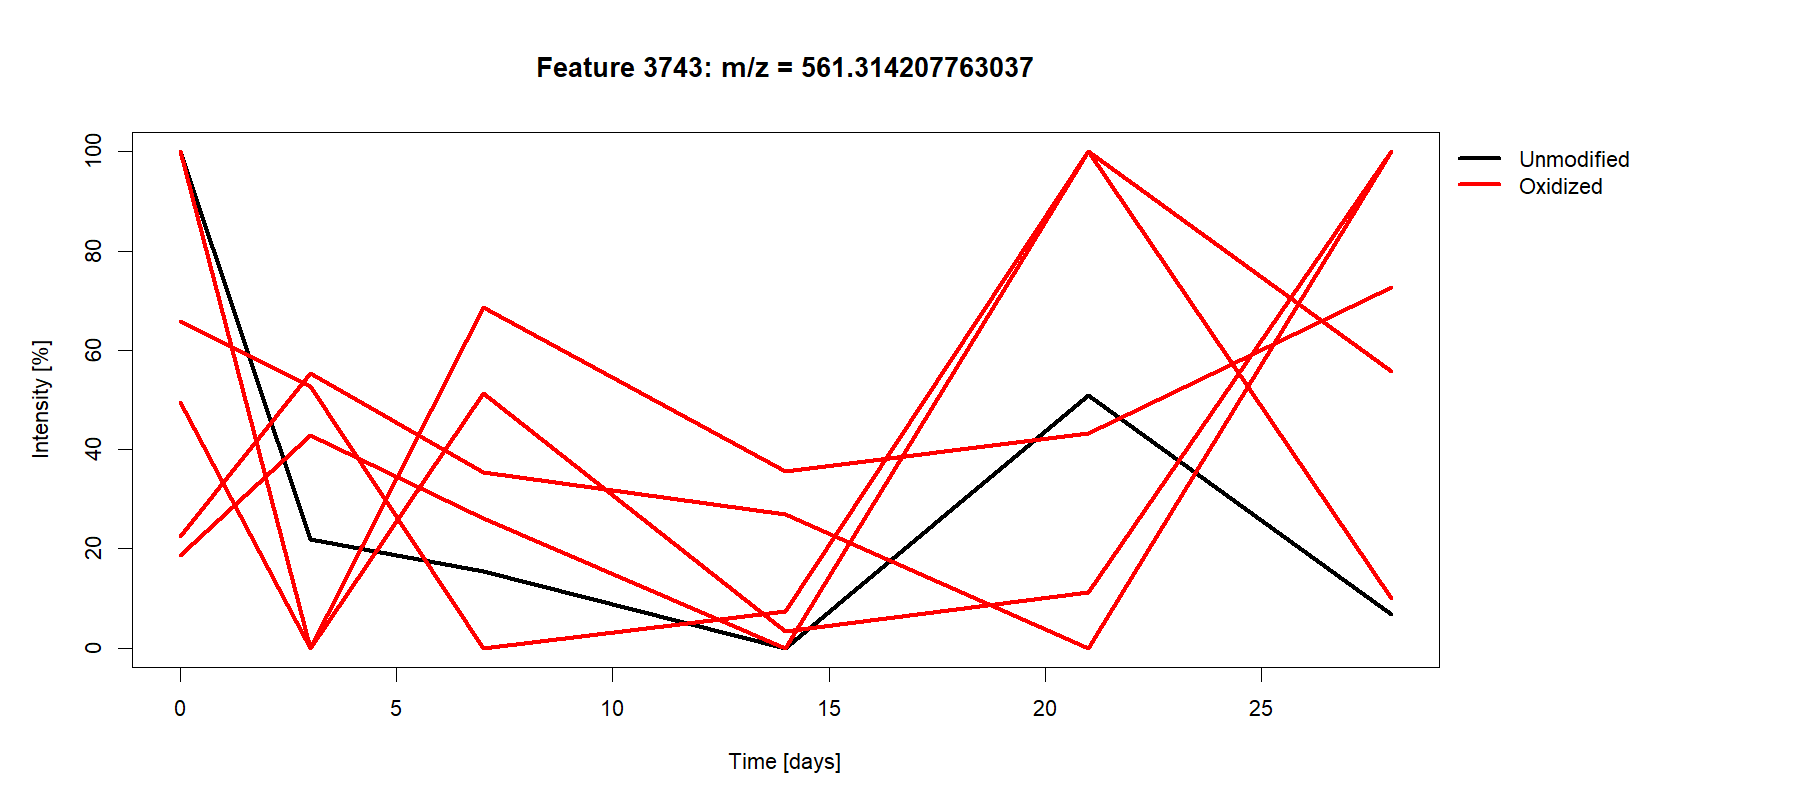 Feature 3743: m/z = 561.314207763037
Unmodified
Oxidized
Intensity [%]
100
80
60
40
20
0
0 5 10 15 20 25
Time [days]